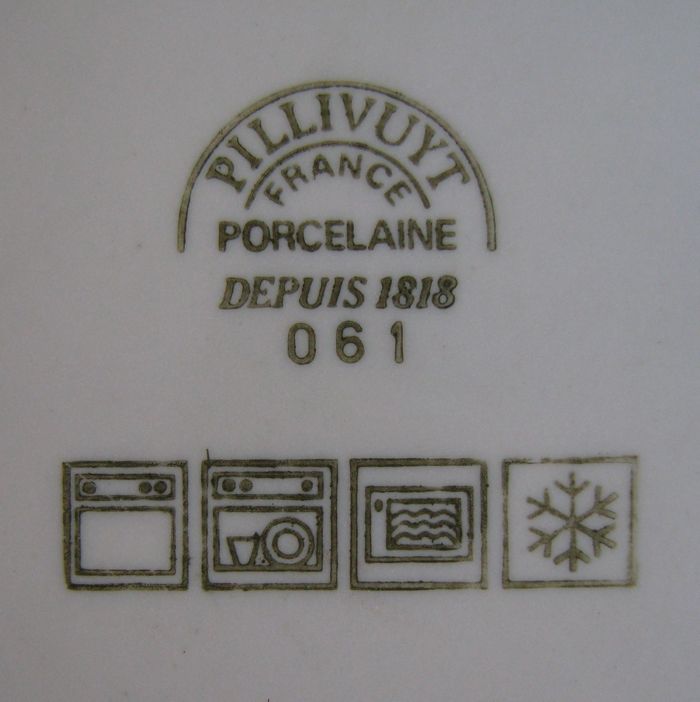 PILLIVUYT
FRANCE
PORCELAINE
DEPUIS 1818
061